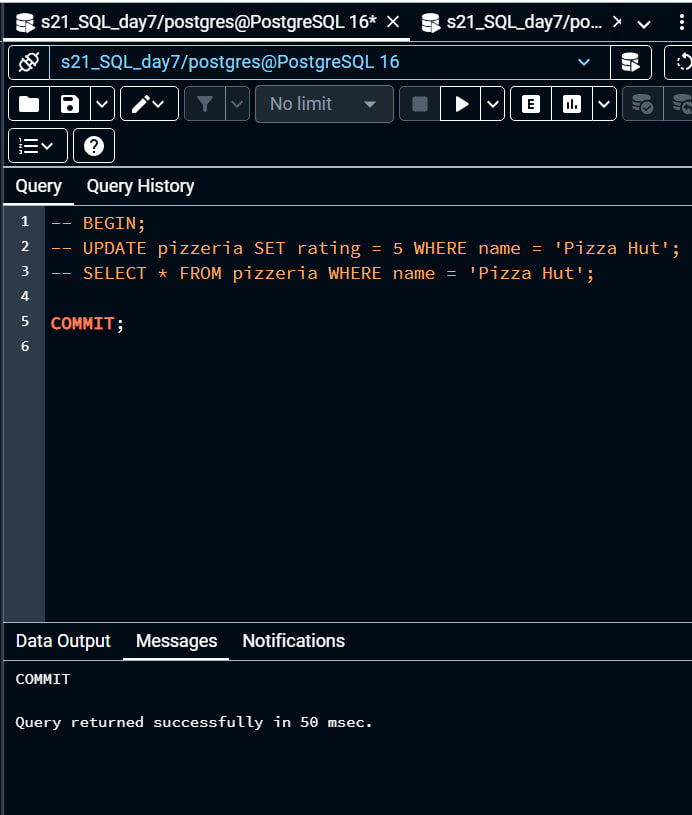 s21_SQL_day7/postgres@PostgreSQL 16* s21_SQL_day7/po...
s21_SQL_day7/postgres@PostgreSQL 16
No limit
E
Query Query History
1 -- BEGIN;
2 -- UPDATE pizzeria SET rating = 5 WHERE name = 'Pizza Hut';
3 -- SELECT * FROM pizzeria WHERE name = 'Pizza Hut';
4
5 COMMIT;
6
Data Output Messages Notifications
COMMIT
Query returned successfully in 50 msec.